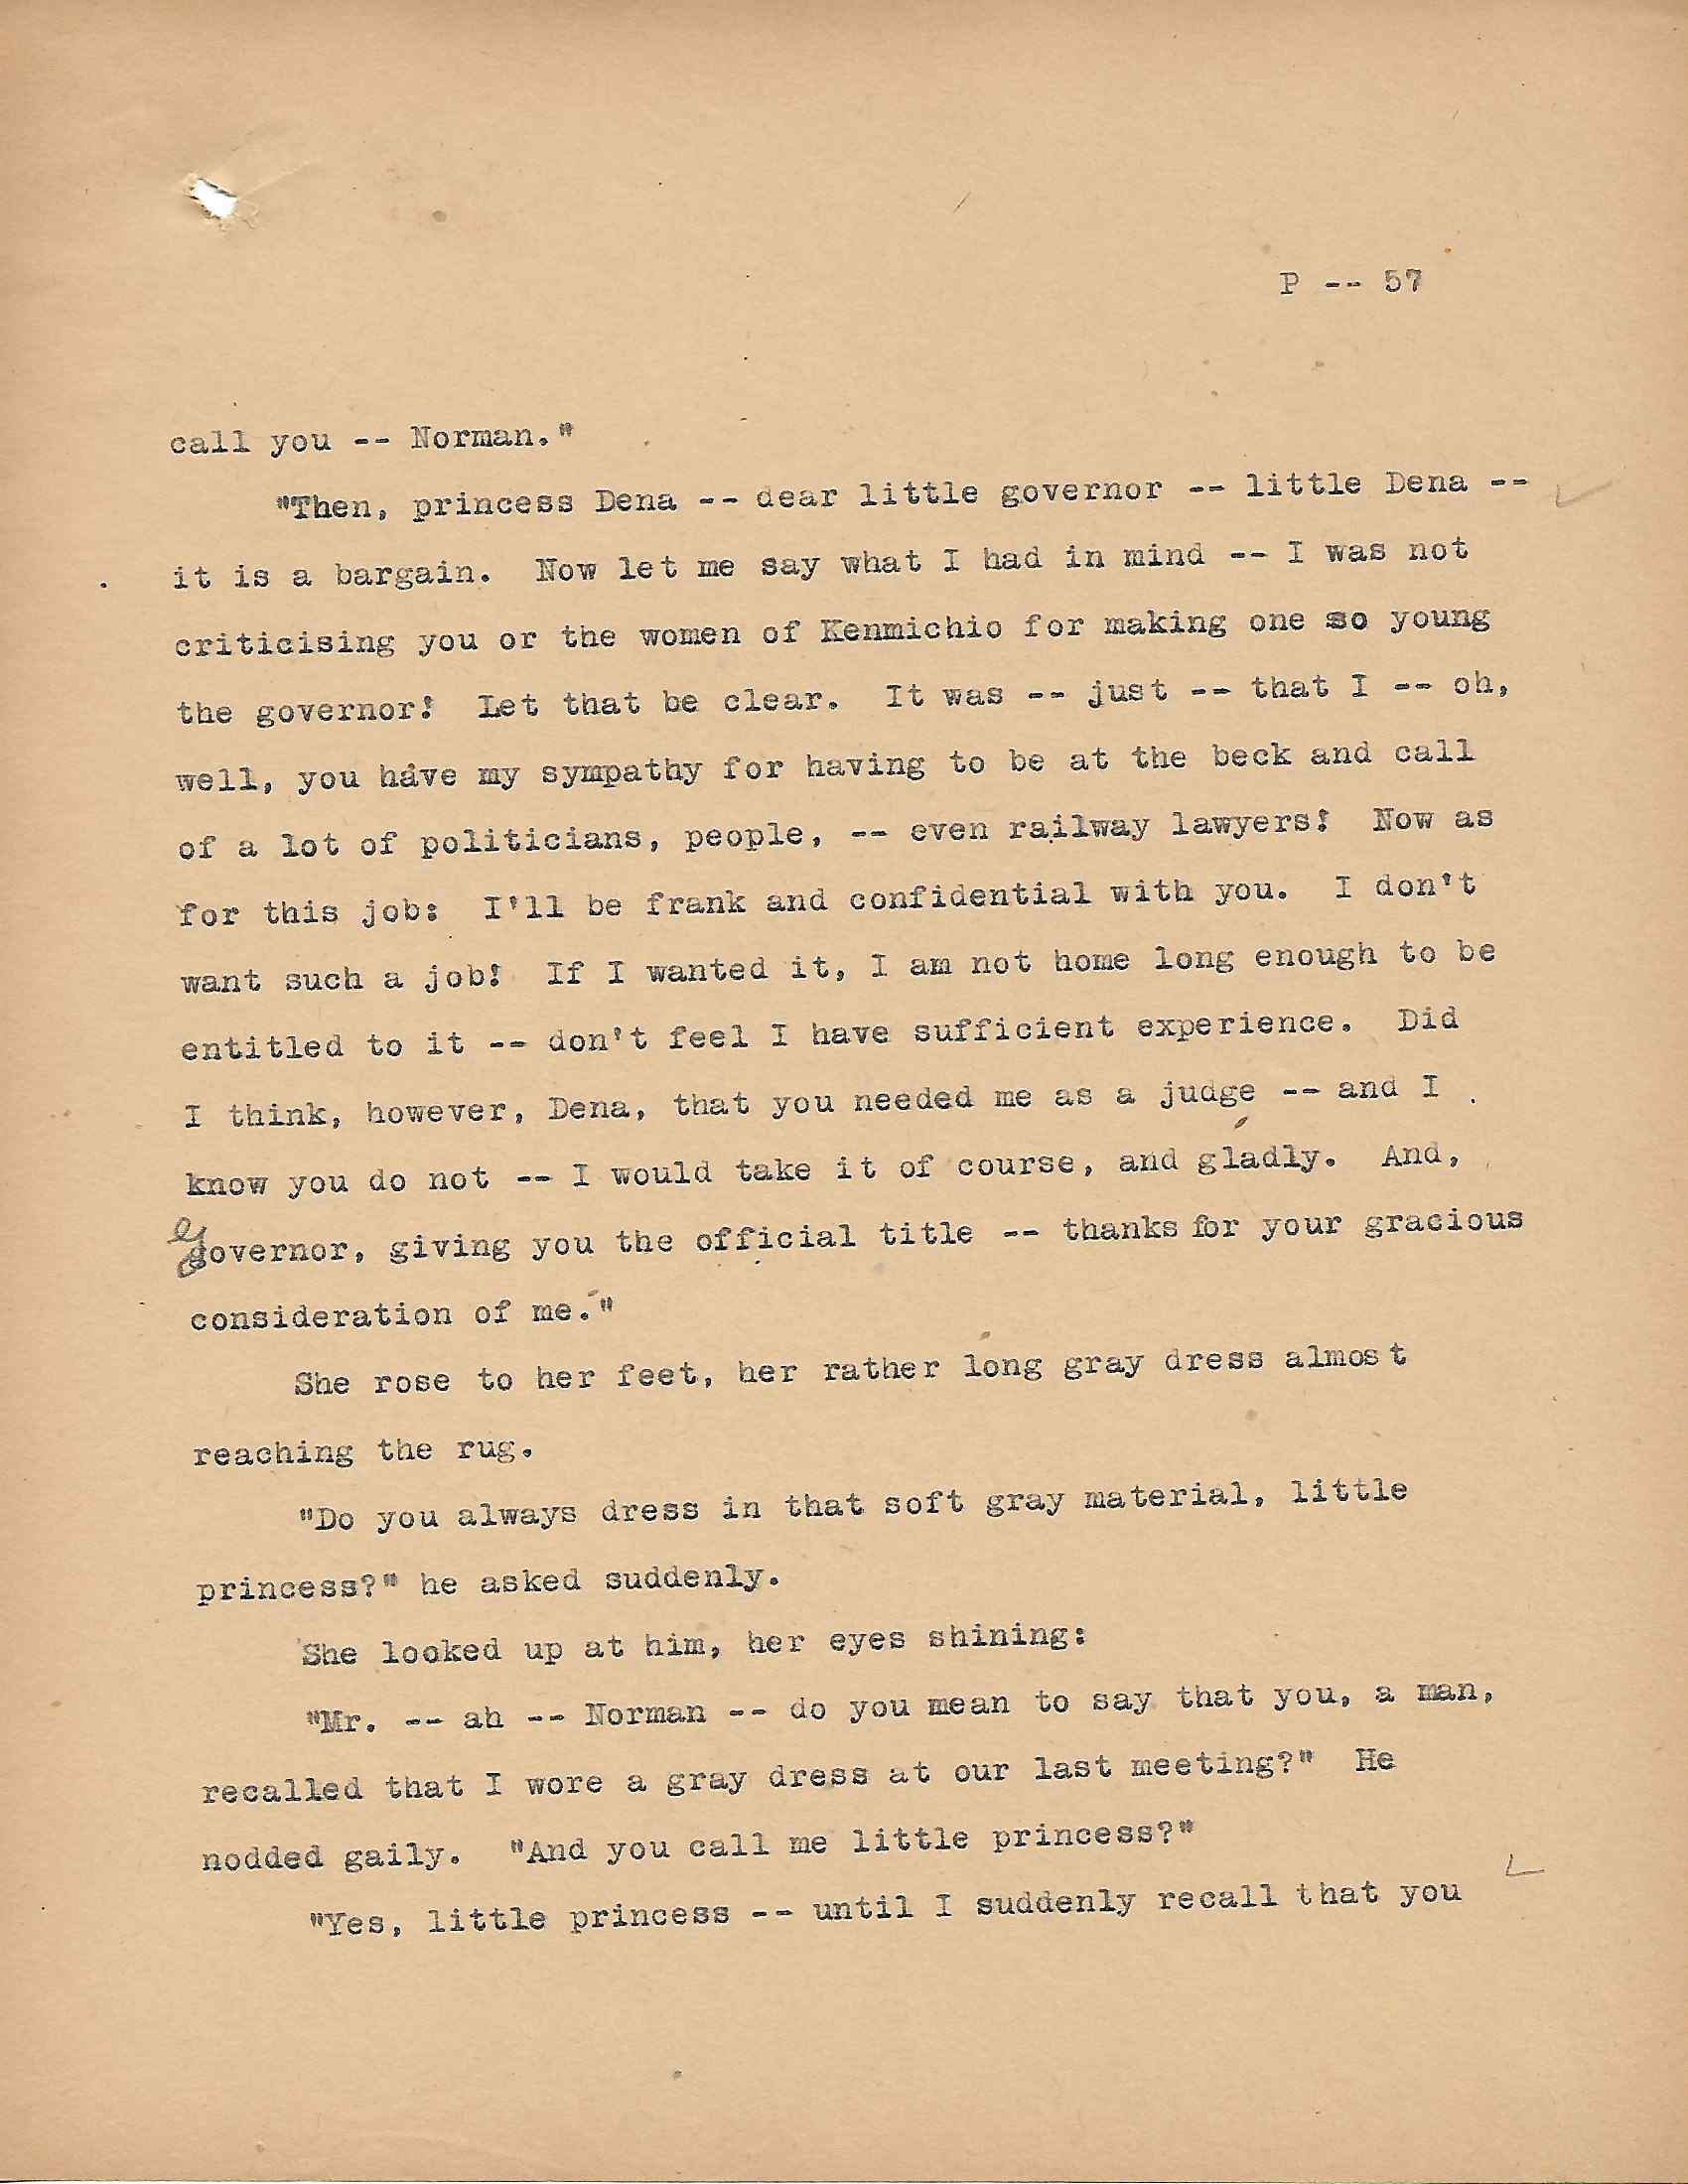 P -- 57
call you -- Norman."
"Then, princess Dena -- dear little governor -- little Dena --
it is a bargain.  Now let me say what I had in mind -- I was not
criticising you or the women of Kenmichio for making one so young
the governor!  Let that be clear.  It was -- just -- that I -- oh,
well, you have my sympathy for having to be at the beck and call
of a lot of politicians, people, -- even railway lawyers!  Now as
for this job:  I'll be frank and confidential with you.  I don't
want such a job!  If I wanted it, I am not home long enough to be
entitled to it -- don't feel I have sufficient experience.  Did
I think, however, Dena, that you needed me as a judge -- and I
know you do not -- I would take it of course, and gladly.  And,
governor, giving you the official title -- thanks for your gracious
consideration of me."
She rose to her feet, her rather long gray dress almost
reaching the rug.
"Do you always dress in that soft gray material, little
princess?" he asked suddenly.
She looked up at him, her eyes shining:
"Mr. -- ah -- Norman -- do you mean to say that you, a man,
recalled that I wore a gray dress at our last meeting?"  He
nodded gaily.  "And you call me little princess?"
"Yes, little princess -- until I suddenly recall that you